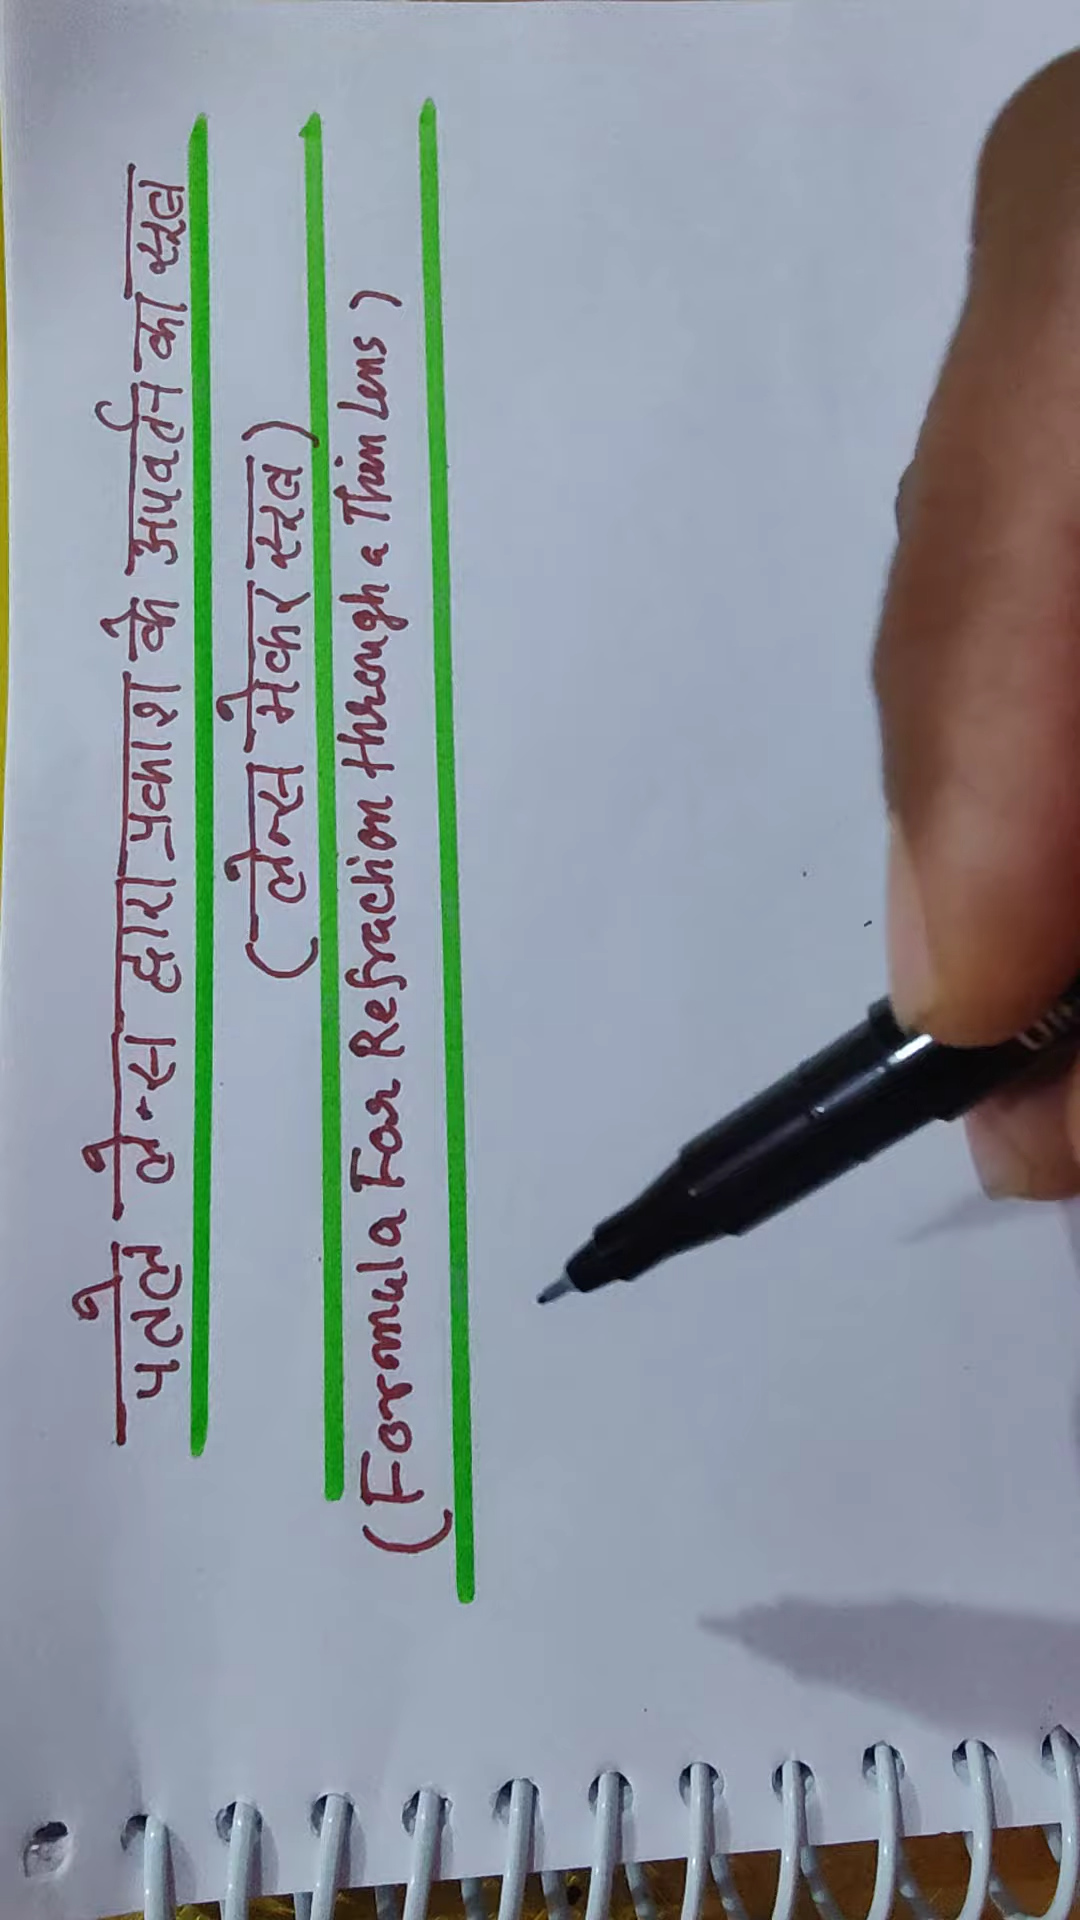 पतले लेन्स द्वारा प्रकाश के अपवर्तन का सूत्र
(लेन्स मेकर सूत्र)
(Formula For Refraction through a Thin Lens)